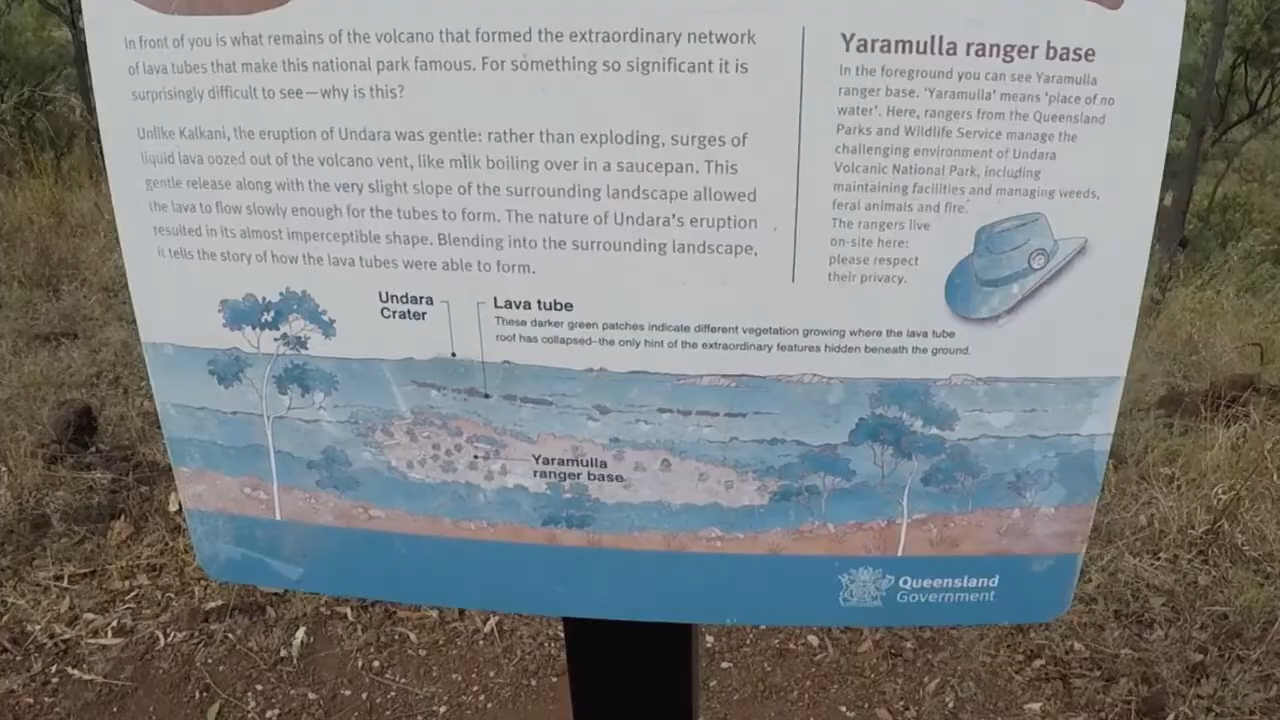 In front of you is what remains of the volcano that formed the extraordinary network
of lava tubes that make this national park famous. For something so significant it is
surprisingly difficult to see—why is this?
Unlike Kalkani, the eruption of Undara was gentle: rather than exploding, surges of
liquid lava oozed out of the volcano vent, like milk boiling over in a saucepan. This
gentle release along with the very slight slope of the surrounding landscape allowed
the lava to flow slowly enough for the tubes to form. The nature of Undara's eruption
resulted in its almost imperceptible shape. Blending into the surrounding landscape,
it tells the story of how the lava tubes were able to form.
Yaramulla ranger base
In the foreground you can see Yaramulla
ranger base. 'Yaramulla' means 'place of no
water'. Here, rangers from the Queensland
Parks and Wildlife Service manage the
challenging environment of Undara
Volcanic National Park, including
maintaining facilities and managing weeds,
feral animals and fire.
The rangers live
on-site here:
please respect
their privacy.
Undara
Crater
Lava tube
These darker green patches indicate different vegetation growing where the lava tube
roof has collapsed–the only hint of the extraordinary features hidden beneath the ground.
Yaramulla
ranger base
Queensland
Government